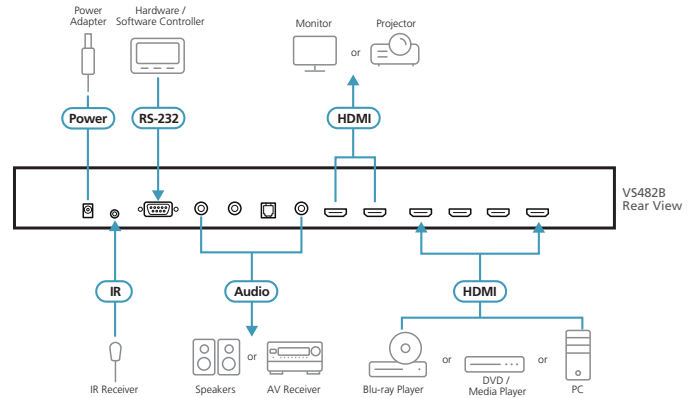 Power
Adapter
Hardware /
Software Controller
Monitor
or
Projector
Power
RS-232
HDMI
VS482B
Rear View
IR
Audio
HDMI
IR Receiver
Speakers
or
AV Receiver
Blu-ray Player
or
DVD /
Media Player
or
PC